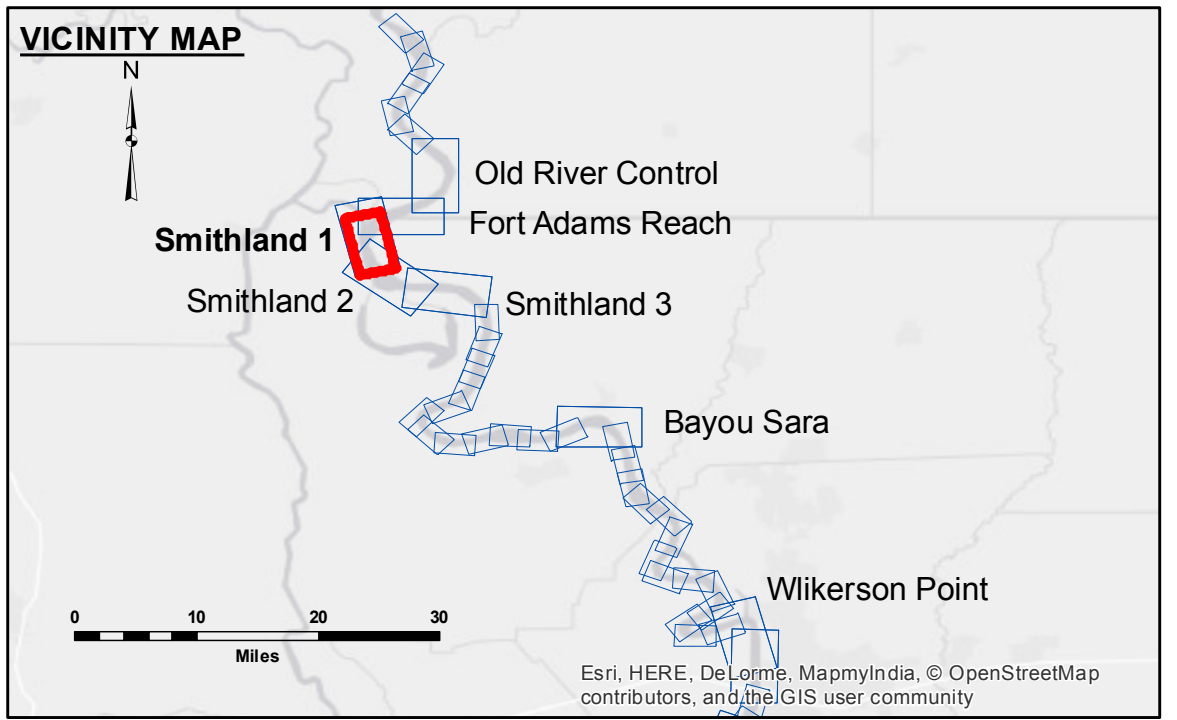 VICINITY MAP
N
Old River Control
Fort Adams Reach
Smithland 1
Smithland 2
Smithland 3
Bayou Sara
Wlikerson Point
0 10 20 30
Miles
Esri, HERE, DeLorme, MapmyIndia, © OpenStreetMap
contributors, and the GIS user community